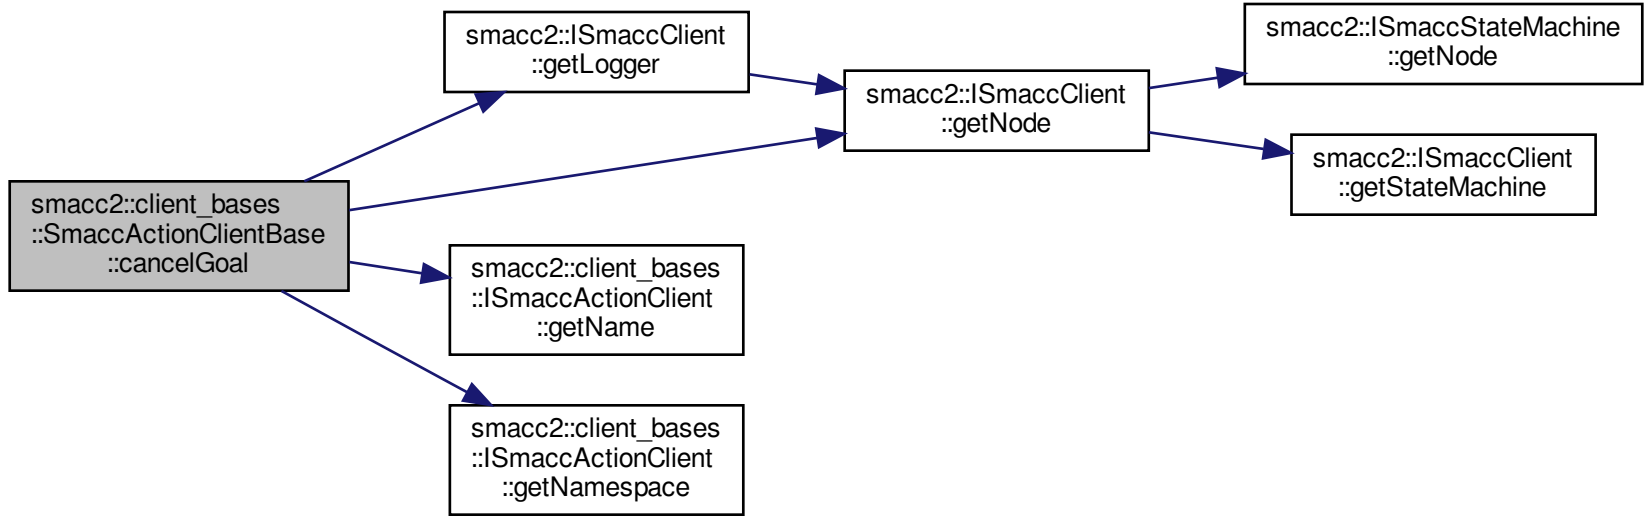 smacc2::client_bases
::SmaccActionClientBase
::cancelGoal
smacc2::ISmaccClient
::getLogger
smacc2::ISmaccClient
::getNode
smacc2::ISmaccStateMachine
::getNode
smacc2::ISmaccClient
::getStateMachine
smacc2::client_bases
::ISmaccActionClient
::getName
smacc2::client_bases
::ISmaccActionClient
::getNamespace